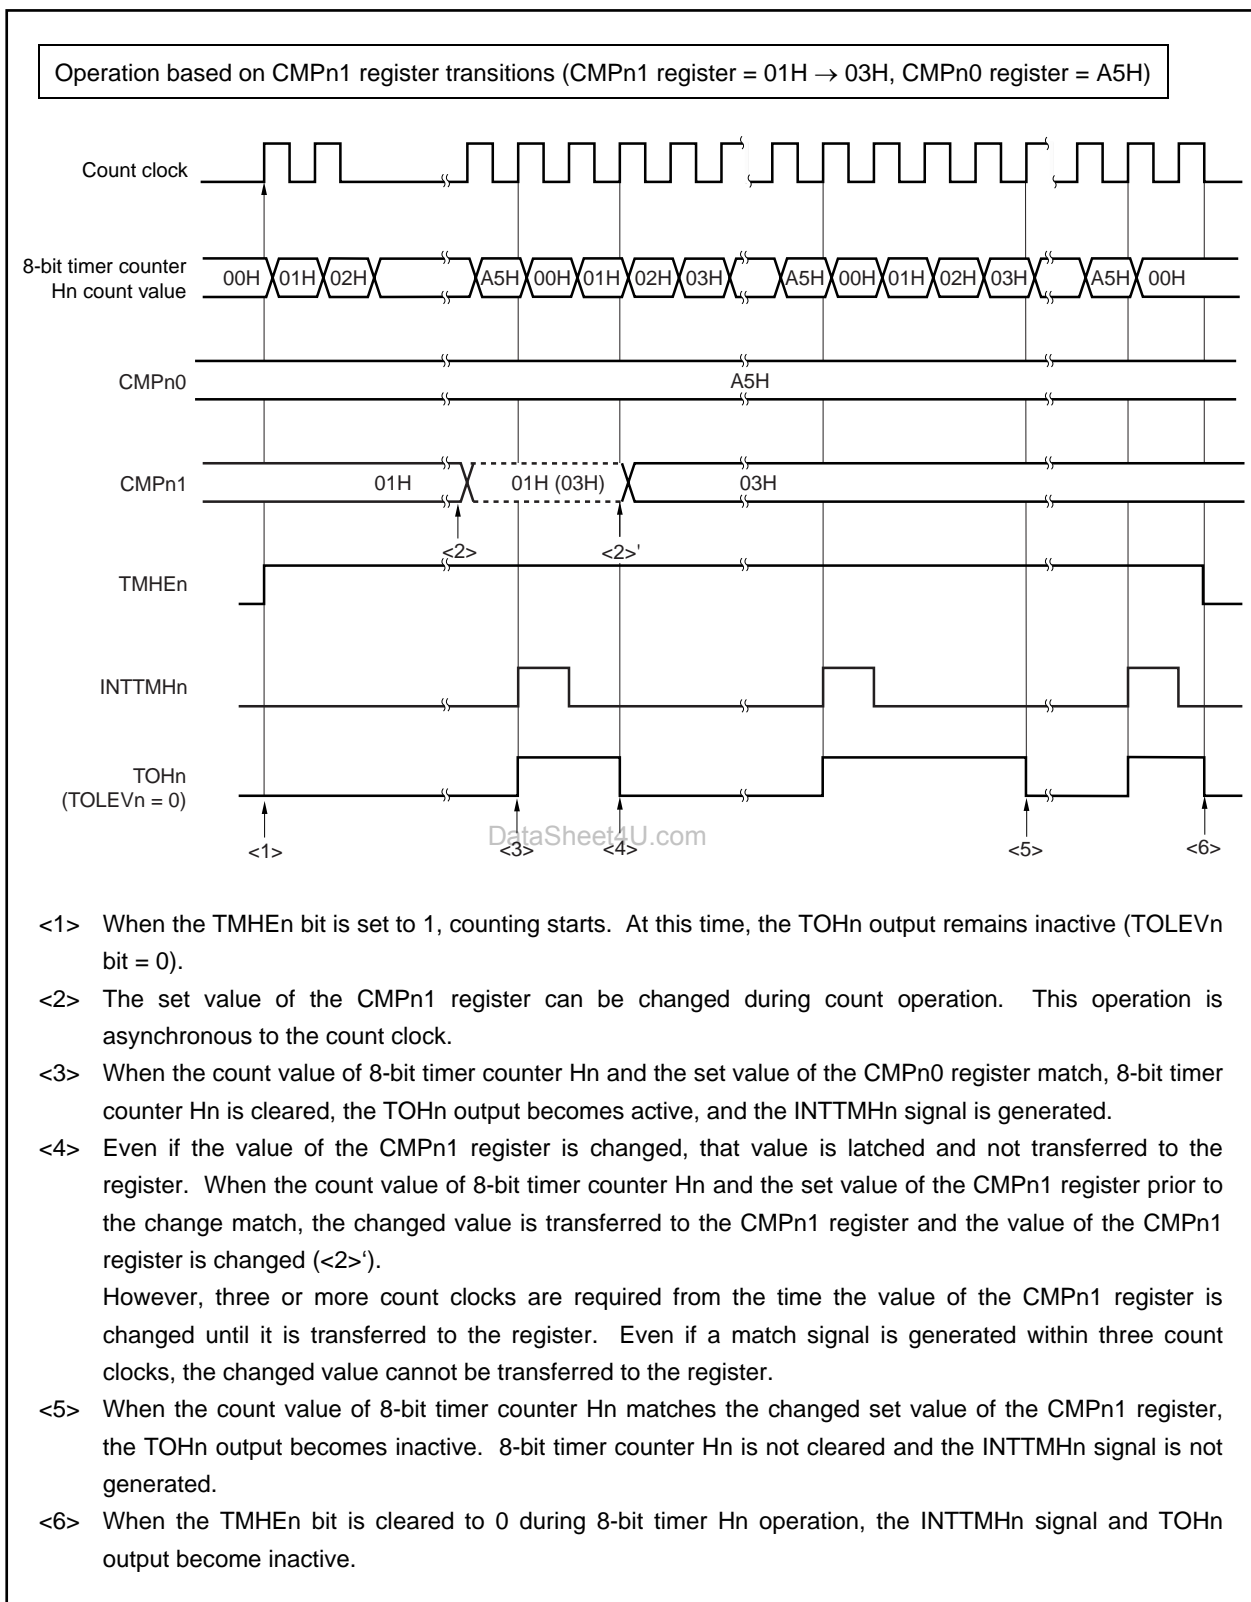 Operation based on CMPn1 register transitions (CMPn1 register = 01H → 03H, CMPn0 register = A5H)
Count clock
8-bit timer counter
Hn count value
00H 01H 02H A5H 00H 01H 02H 03H A5H 00H 01H 02H 03H A5H 00H
CMPn0
A5H
CMPn1
01H 01H (03H) 03H
<2> <2>'
TMHEn
INTTMHn
TOHn
(TOLEVn = 0)
DataSheet4U.com
<1> <3> <4> <5> <6>
<1> When the TMHEn bit is set to 1, counting starts. At this time, the TOHn output remains inactive (TOLEVn
bit = 0).
<2> The set value of the CMPn1 register can be changed during count operation. This operation is
asynchronous to the count clock.
<3> When the count value of 8-bit timer counter Hn and the set value of the CMPn0 register match, 8-bit timer
counter Hn is cleared, the TOHn output becomes active, and the INTTMHn signal is generated.
<4> Even if the value of the CMPn1 register is changed, that value is latched and not transferred to the
register. When the count value of 8-bit timer counter Hn and the set value of the CMPn1 register prior to
the change match, the changed value is transferred to the CMPn1 register and the value of the CMPn1
register is changed (<2>‘).
However, three or more count clocks are required from the time the value of the CMPn1 register is
changed until it is transferred to the register. Even if a match signal is generated within three count
clocks, the changed value cannot be transferred to the register.
<5> When the count value of 8-bit timer counter Hn matches the changed set value of the CMPn1 register,
the TOHn output becomes inactive. 8-bit timer counter Hn is not cleared and the INTTMHn signal is not
generated.
<6> When the TMHEn bit is cleared to 0 during 8-bit timer Hn operation, the INTTMHn signal and TOHn
output become inactive.